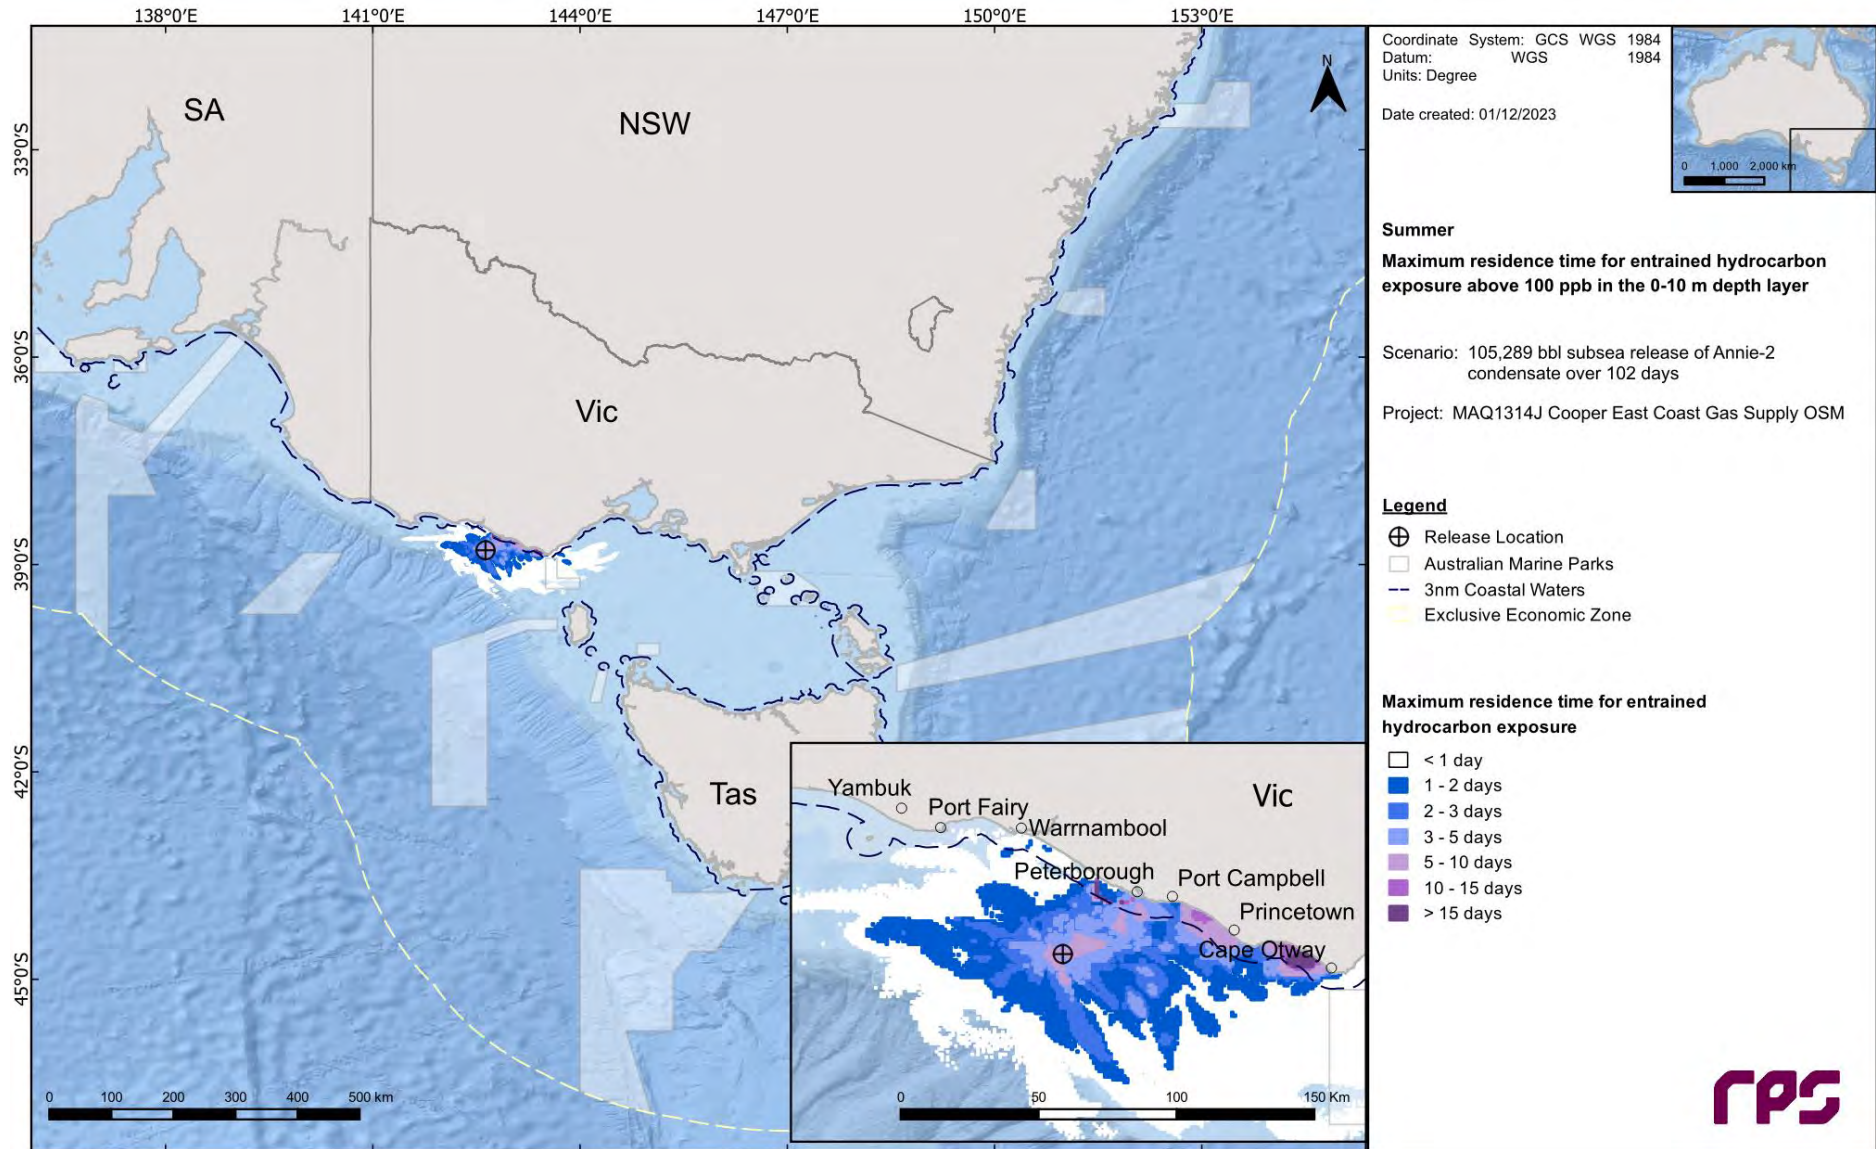 138°0'E
141°0'E
144°0'E
147°0'E
150°0'E
153°0'E
33°0'S
36°0'S
39°0'S
42°0'S
45°0'S
SA
NSW
Vic
Tas
N
0 100 200 300 400 500 km
Yambuk
Port Fairy
Warrnambool
Vic
Peterborough
Port Campbell
Princetown
Cape Otway
0 50 100 150 km
Coordinate System: GCS WGS 1984
Datum: WGS 1984
Units: Degree
Date created: 01/12/2023
0 1,000 2,000 km
Summer
Maximum residence time for entrained hydrocarbon
exposure above 100 ppb in the 0-10 m depth layer
Scenario: 105,289 bbl subsea release of Annie-2
condensate over 102 days
Project: MAQ1314J Cooper East Coast Gas Supply OSM
Legend
Release Location
Australian Marine Parks
3nm Coastal Waters
Exclusive Economic Zone
Maximum residence time for entrained
hydrocarbon exposure
< 1 day
1 - 2 days
2 - 3 days
3 - 5 days
5 - 10 days
10 - 15 days
> 15 days
rps